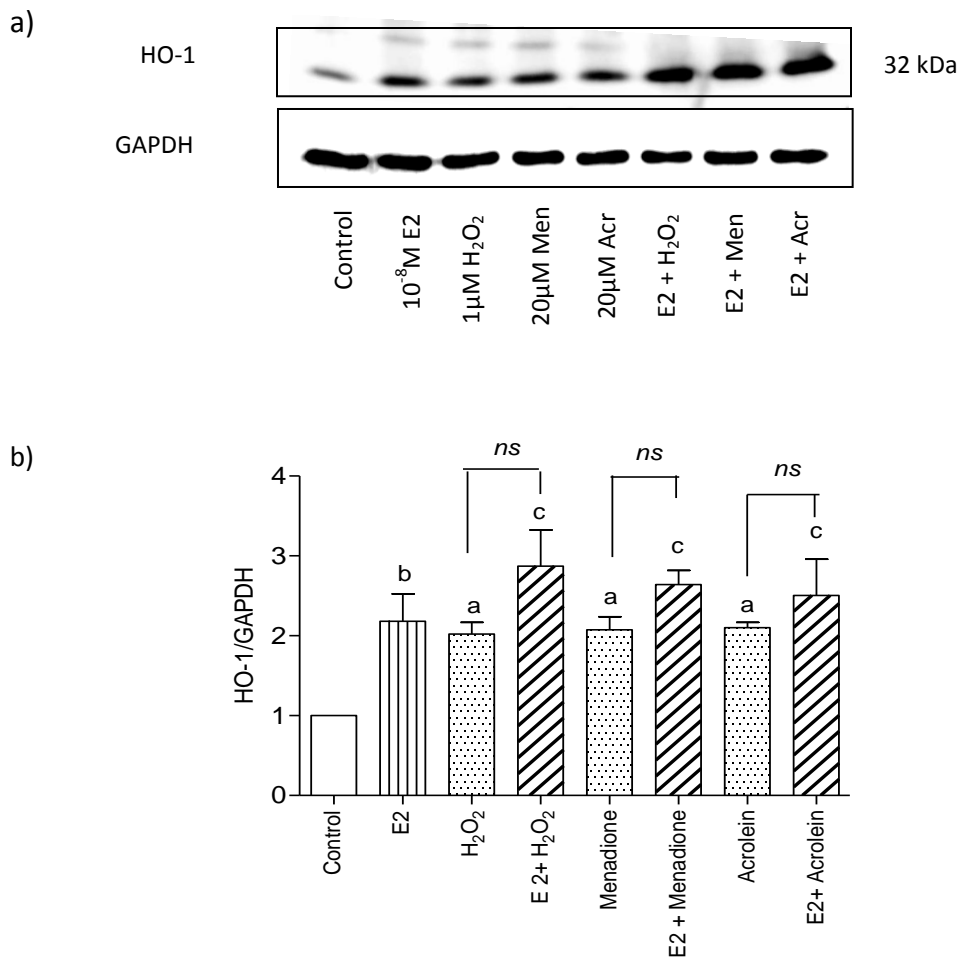 a)
HO-1
32 kDa
GAPDH
Control
10⁻⁸M E2
1µM H₂O₂
20µM Men
20µM Acr
E2 + H₂O₂
E2 + Men
E2 + Acr
b)
ns
ns
ns
HO-1/GAPDH
4
3
2
1
0
b
a
c
a
c
a
c
Control
E2
H₂O₂
E 2+ H₂O₂
Menadione
E2 + Menadione
Acrolein
E2+ Acrolein